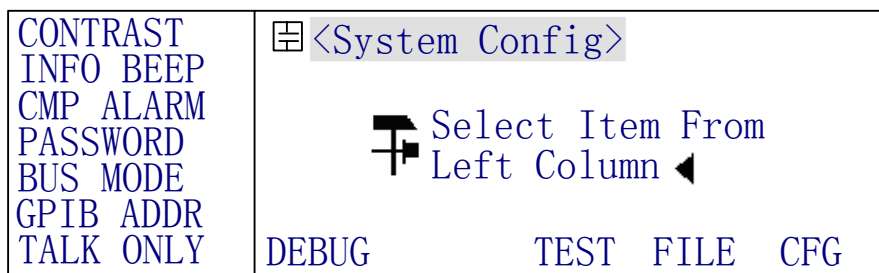 CONTRAST
INFO BEEP
CMP ALARM
PASSWORD
BUS MODE
GPIB ADDR
TALK ONLY
<System Config>
Select Item From
Left Column
DEBUG TEST FILE CFG